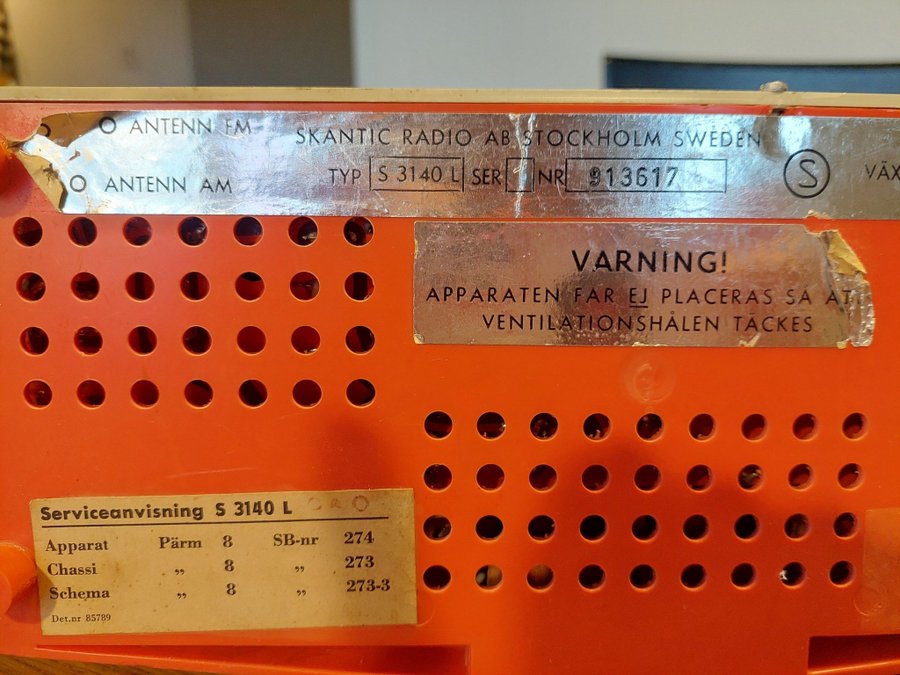 ANTENN FM
SKANTIC RADIO AB STOCKHOLM SWEDEN
ANTENN AM
TYP S 3140 L SER NR 913617
S
VÄX
VARNING!
APPARATEN FÅR EJ PLACERAS SÅ AT
VENTILATIONSHÅLEN TÄCKES
Serviceanvisning S 3140 L
Apparat Pärm 8 SB-nr 274
Chassi „ 8 „ 273
Schema „ 8 „ 273-3
Det.nr 85789